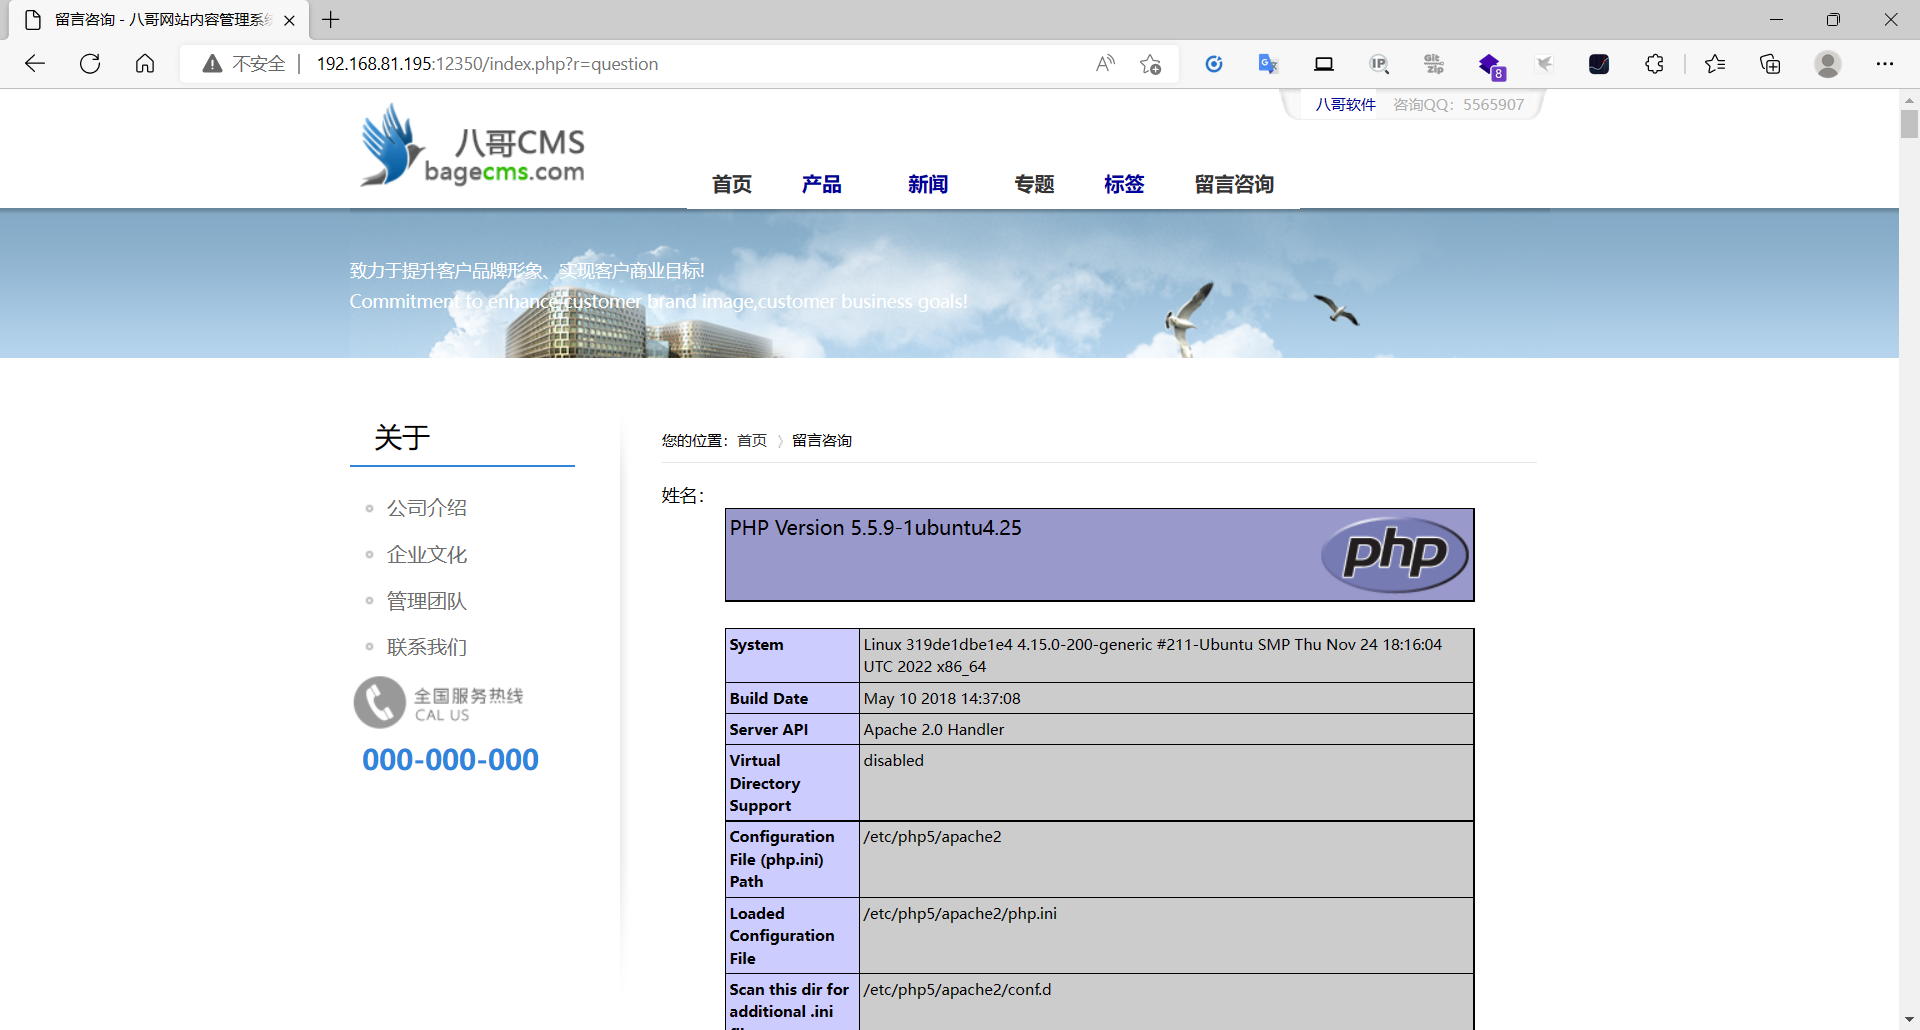 留言咨询 - 八哥网站内容管理系统
不安全 | 192.168.81.195:12350/index.php?r=question
Git
Zip
IP
8
八哥软件 咨询QQ：5565907
八哥CMS
bagecms.com
首页 产品 新闻 专题 标签 留言咨询
致力于提升客户品牌形象、实现客户商业目标!
Commitment to enhance customer brand image,customer business goals!
关于
公司介绍
企业文化
管理团队
联系我们
全国服务热线
CAL US
000-000-000
您的位置： 首页 〉 留言咨询
姓名：
PHP Version 5.5.9-1ubuntu4.25
php
System
Linux 319de1dbe1e4 4.15.0-200-generic #211-Ubuntu SMP Thu Nov 24 18:16:04
UTC 2022 x86_64
Build Date
May 10 2018 14:37:08
Server API
Apache 2.0 Handler
Virtual
Directory
Support
disabled
Configuration
File (php.ini)
Path
/etc/php5/apache2
Loaded
Configuration
File
/etc/php5/apache2/php.ini
Scan this dir for
additional .ini
/etc/php5/apache2/conf.d